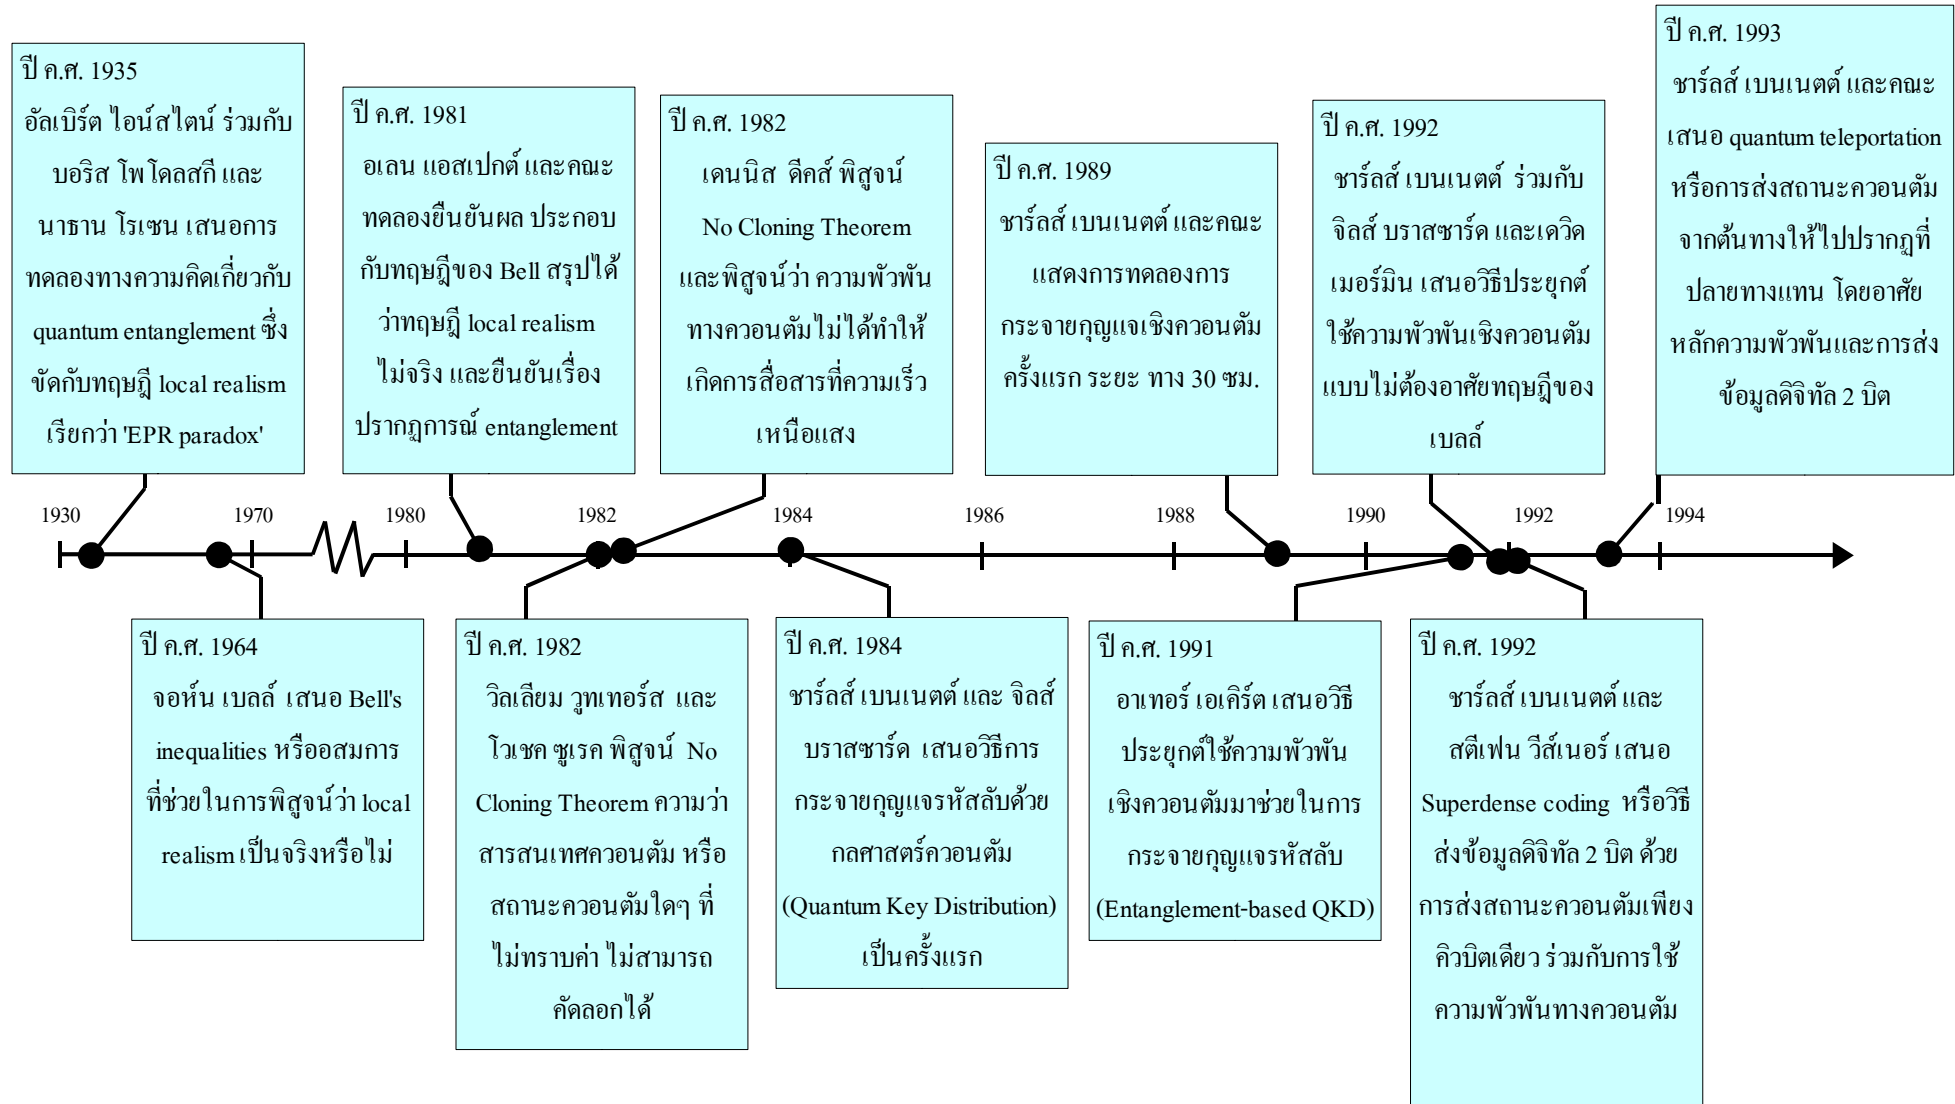 ปี ค.ศ. 1935
อัลเบิร์ต ไอน์สไตน์ ร่วมกับ
บอริส โพโดลสกี และ
นาธาน โรเซน เสนอการ
ทดลองทางความคิดเกี่ยวกับ
quantum entanglement ซึ่ง
ขัดกับทฤษฎี local realism
เรียกว่า 'EPR paradox'
ปี ค.ศ. 1981
อเลน แอสเปกต์ และคณะ
ทดลองยืนยันผล ประกอบ
กับทฤษฎีของ Bell สรุปได้
ว่าทฤษฎี local realism
ไม่จริง และยืนยันเรื่อง
ปรากฏการณ์ entanglement
ปี ค.ศ. 1982
เดนนิส ดีคส์ พิสูจน์
No Cloning Theorem
และพิสูจน์ว่า ความพัวพัน
ทางควอนตัมไม่ได้ทำให้
เกิดการสื่อสารที่ความเร็ว
เหนือแสง
ปี ค.ศ. 1989
ชาร์ลส์ เบนเนตต์ และคณะ
แสดงการทดลองการ
กระจายกุญแจเชิงควอนตัม
ครั้งแรก ระยะ ทาง 30 ซม.
ปี ค.ศ. 1992
ชาร์ลส์ เบนเนตต์ ร่วมกับ
จิลส์ บราสซาร์ด และเดวิด
เมอร์มิน เสนอวิธีประยุกต์
ใช้ความพัวพันเชิงควอนตัม
แบบไม่ต้องอาศัยทฤษฎีของ
เบลล์
ปี ค.ศ. 1993
ชาร์ลส์ เบนเนตต์ และคณะ
เสนอ quantum teleportation
หรือการส่งสถานะควอนตัม
จากต้นทางให้ไปปรากฏที่
ปลายทางแทน โดยอาศัย
หลักความพัวพันและการส่ง
ข้อมูลดิจิทัล 2 บิต
1930 1970 1980 1982 1984 1986 1988 1990 1992 1994
ปี ค.ศ. 1964
จอห์น เบลล์ เสนอ Bell's
inequalities หรืออสมการ
ที่ช่วยในการพิสูจน์ว่า local
realism เป็นจริงหรือไม่
ปี ค.ศ. 1982
วิลเลียม วูทเทอร์ส และ
โวเชค ซูเรค พิสูจน์ No
Cloning Theorem ความว่า
สารสนเทศควอนตัม หรือ
สถานะควอนตัมใดๆ ที่
ไม่ทราบค่า ไม่สามารถ
คัดลอกได้
ปี ค.ศ. 1984
ชาร์ลส์ เบนเนตต์ และ จิลส์
บราสซาร์ด เสนอวิธีการ
กระจายกุญแจรหัสลับด้วย
กลศาสตร์ควอนตัม
(Quantum Key Distribution)
เป็นครั้งแรก
ปี ค.ศ. 1991
อาเทอร์ เอเคิร์ต เสนอวิธี
ประยุกต์ใช้ความพัวพัน
เชิงควอนตัมมาช่วยในการ
กระจายกุญแจรหัสลับ
(Entanglement-based QKD)
ปี ค.ศ. 1992
ชาร์ลส์ เบนเนตต์ และ
สตีเฟน วีส์เนอร์ เสนอ
Superdense coding หรือวิธี
ส่งข้อมูลดิจิทัล 2 บิต ด้วย
การส่งสถานะควอนตัมเพียง
คิวบิตเดียว ร่วมกับการใช้
ความพัวพันทางควอนตัม